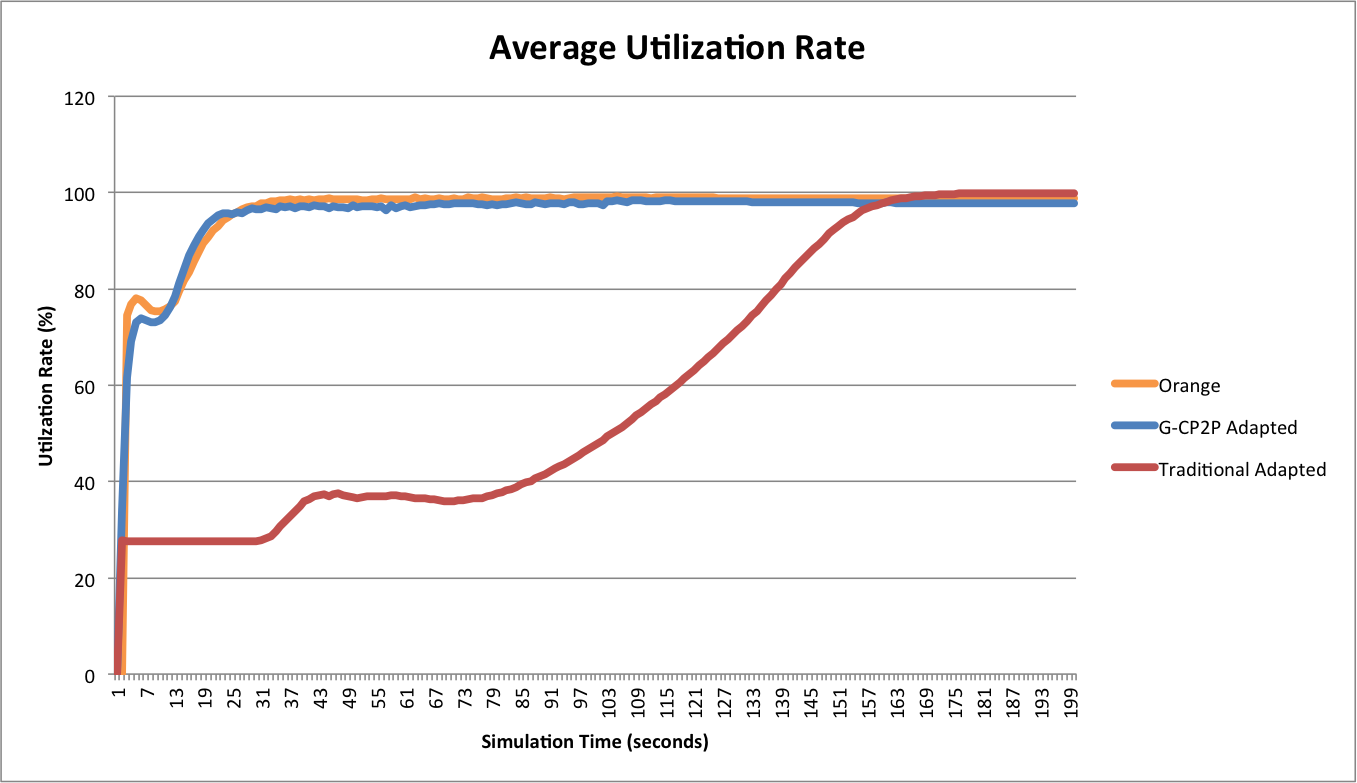 Average Utilization Rate
120
100
80
60
40
20
0
Utilzation Rate (%)
1 7 13 19 25 31 37 43 49 55 61 67 73 79 85 91 97 103 109 115 121 127 133 139 145 151 157 163 169 175 181 187 193 199
Simulation Time (seconds)
Orange
G-CP2P Adapted
Traditional Adapted